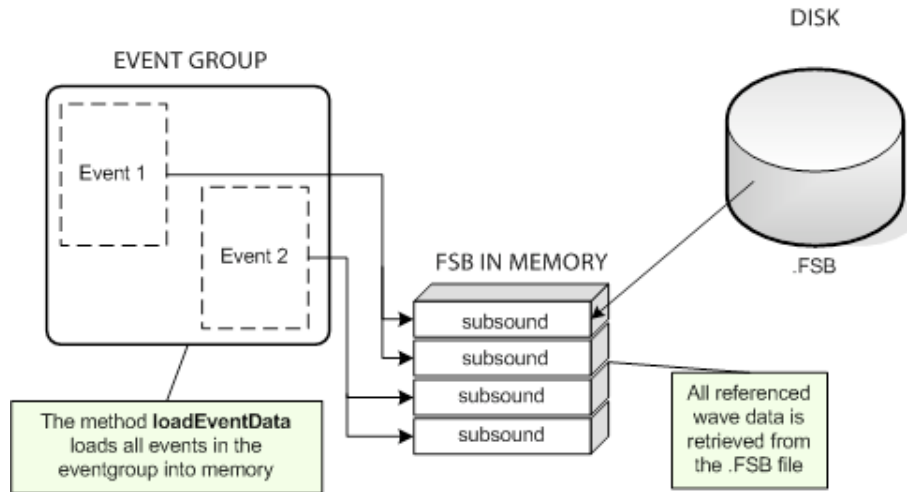 DISK
EVENT GROUP
Event 1
Event 2
FSB IN MEMORY
.FSB
subsound
subsound
subsound
subsound
The method loadEventData
loads all events in the
eventgroup into memory
All referenced
wave data is
retrieved from
the .FSB file